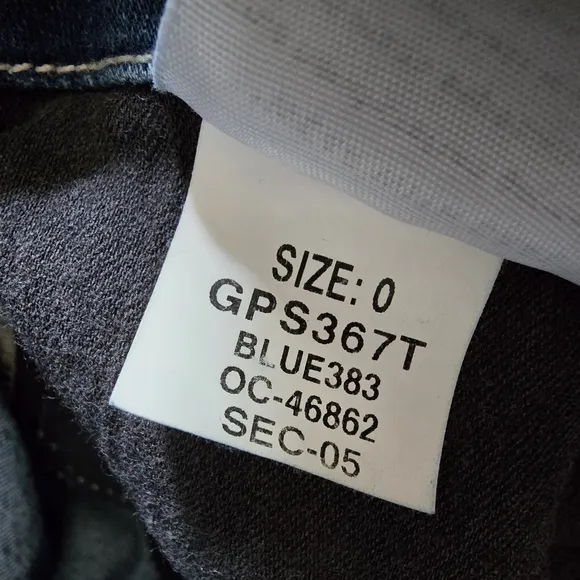 SIZE: 0
GPS367T
BLUE383
OC-46862
SEC-05